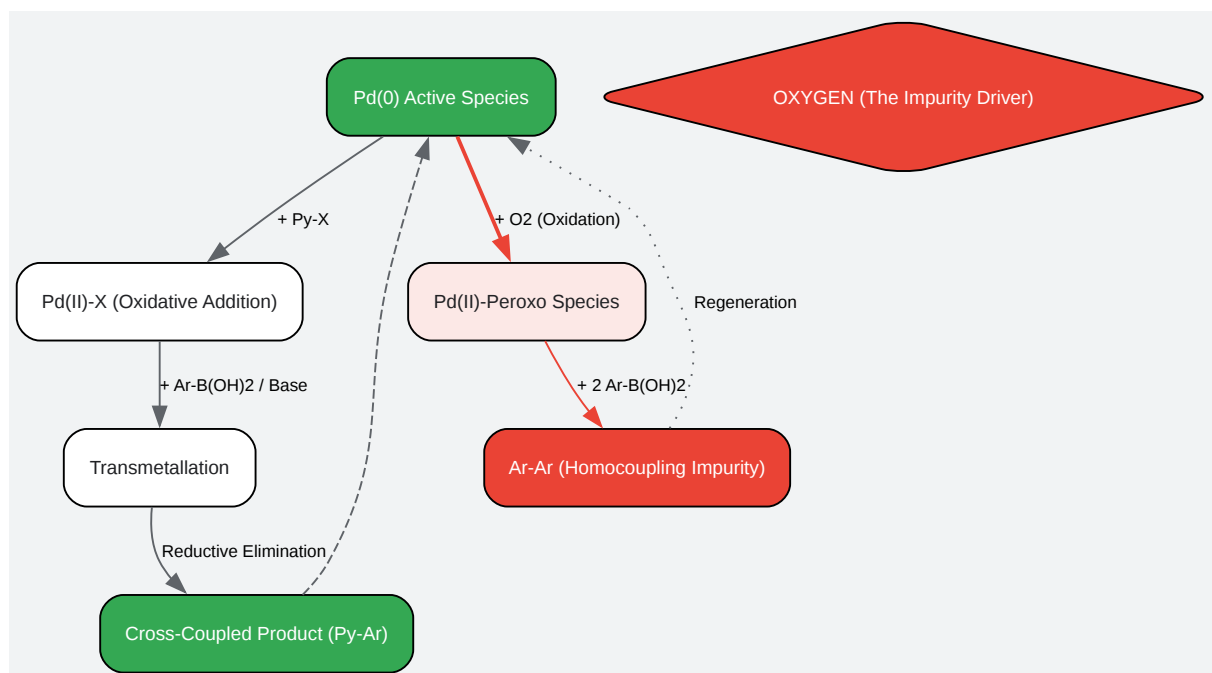 Pd(0) Active Species
OXYGEN (The Impurity Driver)
+ Py-X
+ O2 (Oxidation)
Pd(II)-X (Oxidative Addition)
Pd(II)-Peroxo Species
Regeneration
+ Ar-B(OH)2 / Base
+ 2 Ar-B(OH)2
Transmetallation
Ar-Ar (Homocoupling Impurity)
Reductive Elimination
Cross-Coupled Product (Py-Ar)